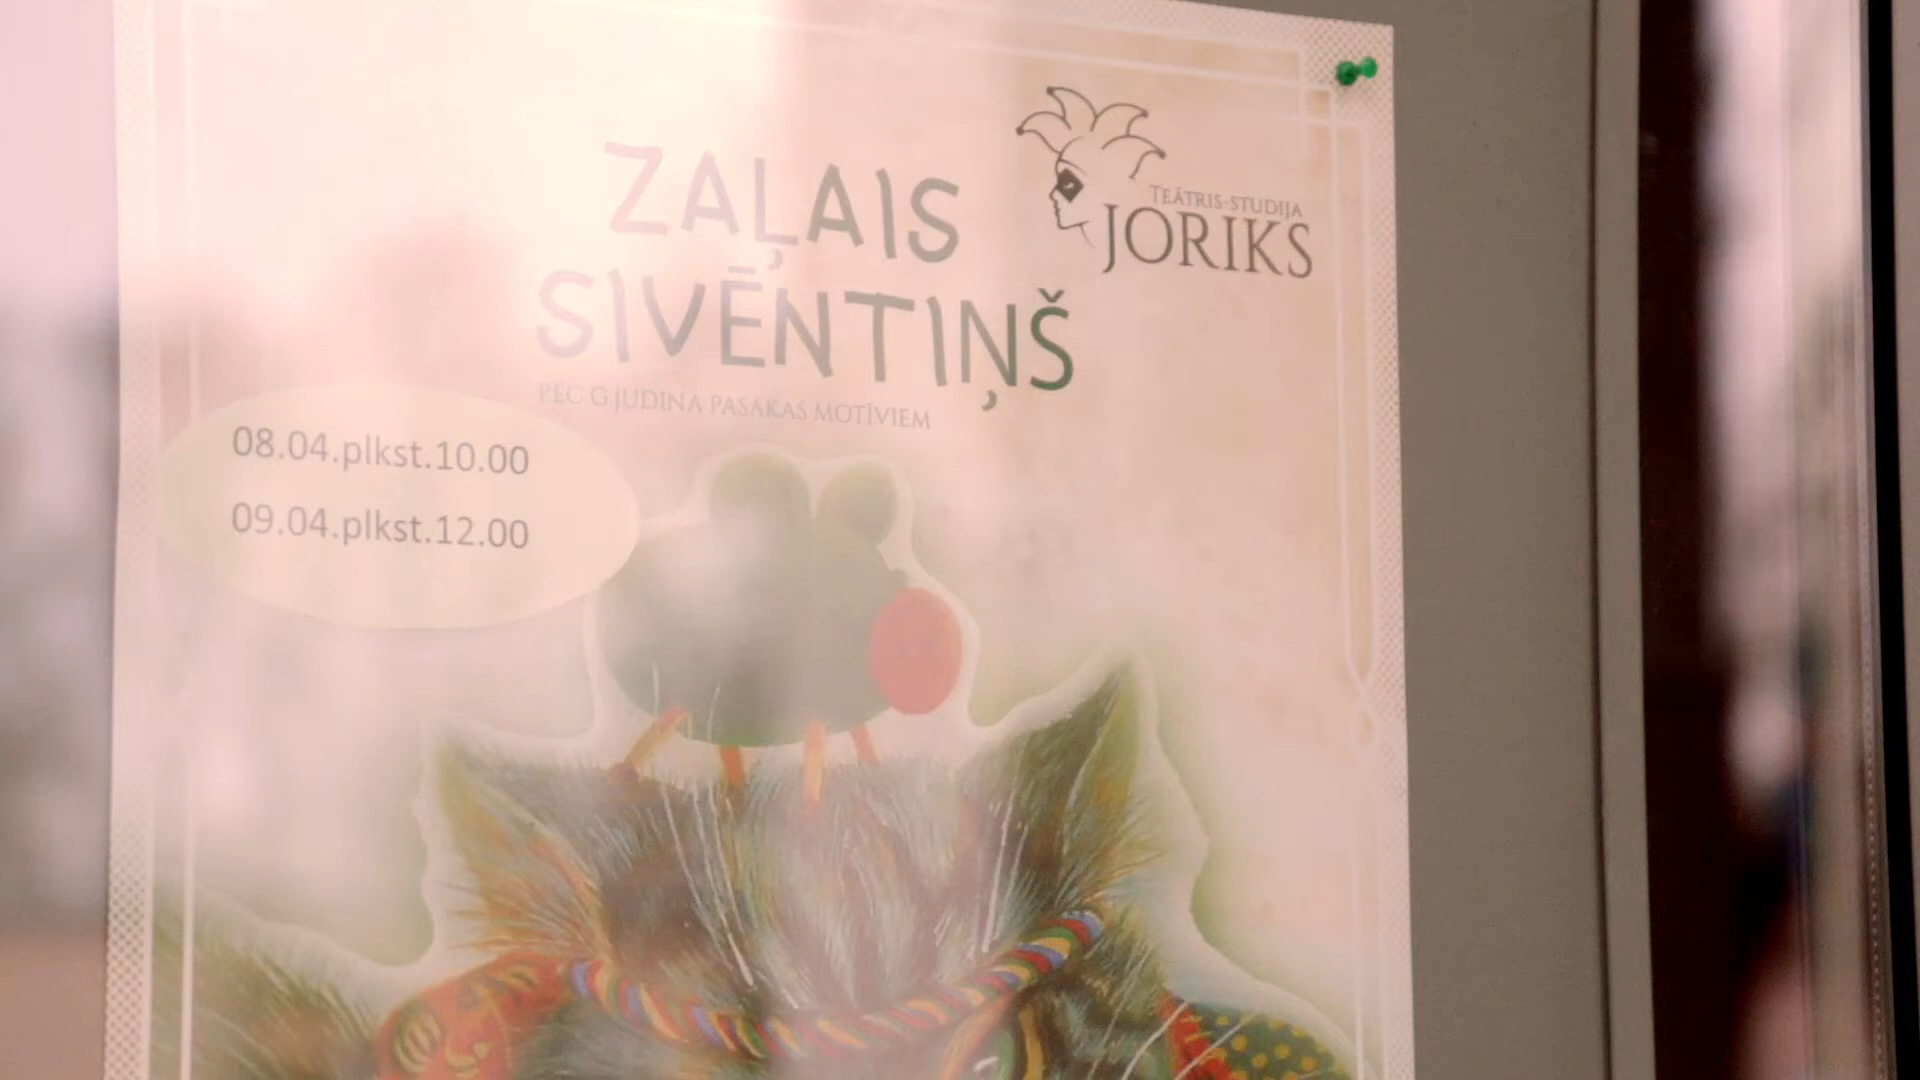 ZAĻAIS
SIVĒNTIŅŠ
PĒC G.JUDINA PASAKAS MOTĪVIEM
TEĀTRIS-STUDIJA
JORIKS
08.04.plkst.10.00
09.04.plkst.12.00